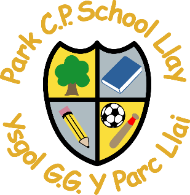 Park C.P. School Llay
Ysgol G.G. Y Parc Llai